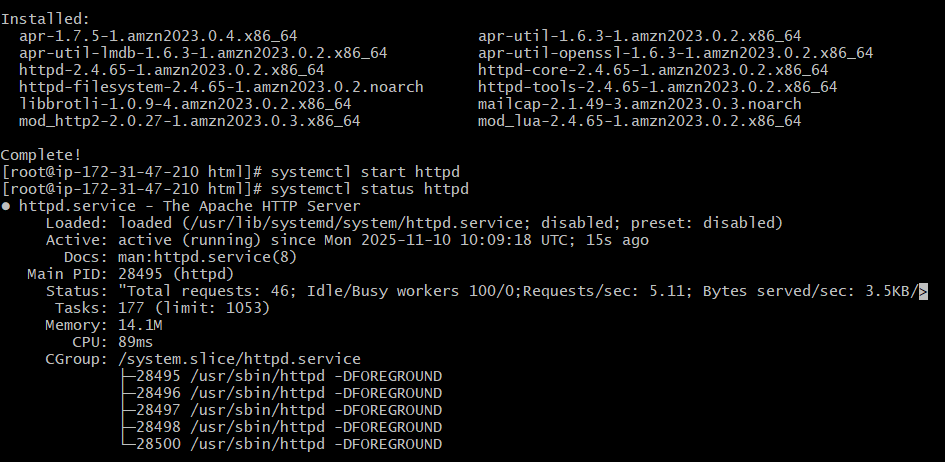 Installed:
apr-1.7.5-1.amzn2023.0.4.x86_64 apr-util-1.6.3-1.amzn2023.0.2.x86_64
apr-util-lmdb-1.6.3-1.amzn2023.0.2.x86_64 apr-util-openssl-1.6.3-1.amzn2023.0.2.x86_64
httpd-2.4.65-1.amzn2023.0.2.x86_64 httpd-core-2.4.65-1.amzn2023.0.2.x86_64
httpd-filesystem-2.4.65-1.amzn2023.0.2.noarch httpd-tools-2.4.65-1.amzn2023.0.2.x86_64
libbrotli-1.0.9-4.amzn2023.0.2.x86_64 mailcap-2.1.49-3.amzn2023.0.3.noarch
mod_http2-2.0.27-1.amzn2023.0.3.x86_64 mod_lua-2.4.65-1.amzn2023.0.2.x86_64
Complete!
[root@ip-172-31-47-210 html]# systemctl start httpd
[root@ip-172-31-47-210 html]# systemctl status httpd
● httpd.service - The Apache HTTP Server
Loaded: loaded (/usr/lib/systemd/system/httpd.service; disabled; preset: disabled)
Active: active (running) since Mon 2025-11-10 10:09:18 UTC; 15s ago
Docs: man:httpd.service(8)
Main PID: 28495 (httpd)
Status: "Total requests: 46; Idle/Busy workers 100/0;Requests/sec: 5.11; Bytes served/sec: 3.5KB/>
Tasks: 177 (limit: 1053)
Memory: 14.1M
CPU: 89ms
CGroup: /system.slice/httpd.service
├─28495 /usr/sbin/httpd -DFOREGROUND
├─28496 /usr/sbin/httpd -DFOREGROUND
├─28497 /usr/sbin/httpd -DFOREGROUND
├─28498 /usr/sbin/httpd -DFOREGROUND
└─28500 /usr/sbin/httpd -DFOREGROUND